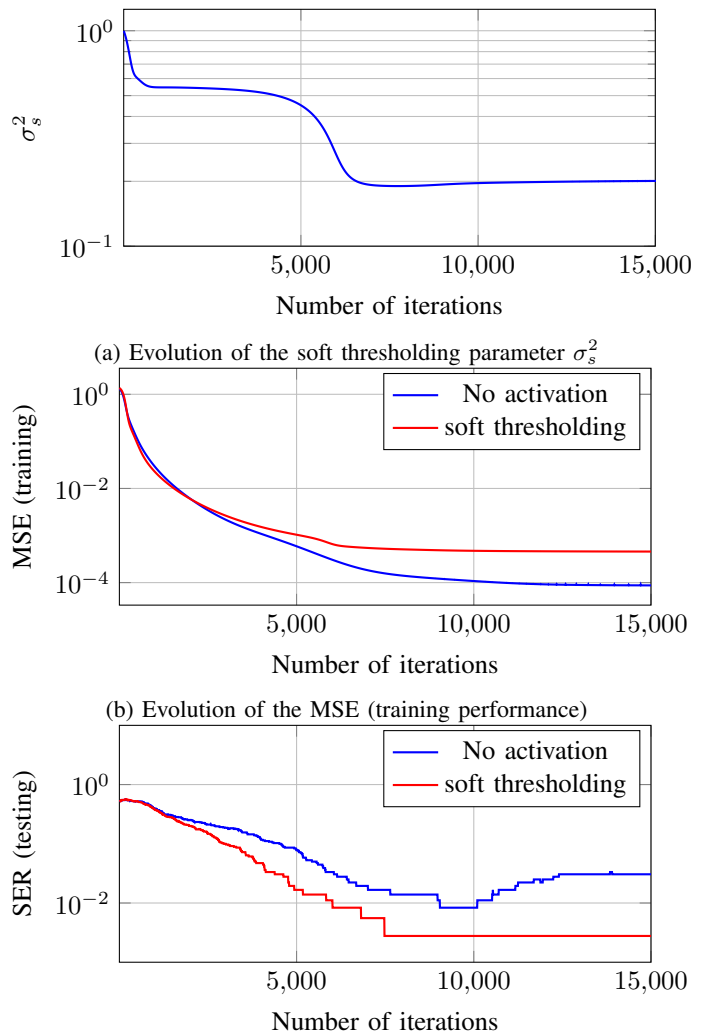 10^0
σ_s^2
10^{-1}
5,000 10,000 15,000
Number of iterations
(a) Evolution of the soft thresholding parameter σ_s^2
10^0
No activation
soft thresholding
MSE (training)
10^{-2}
10^{-4}
5,000 10,000 15,000
Number of iterations
(b) Evolution of the MSE (training performance)
No activation
soft thresholding
10^0
SER (testing)
10^{-2}
5,000 10,000 15,000
Number of iterations